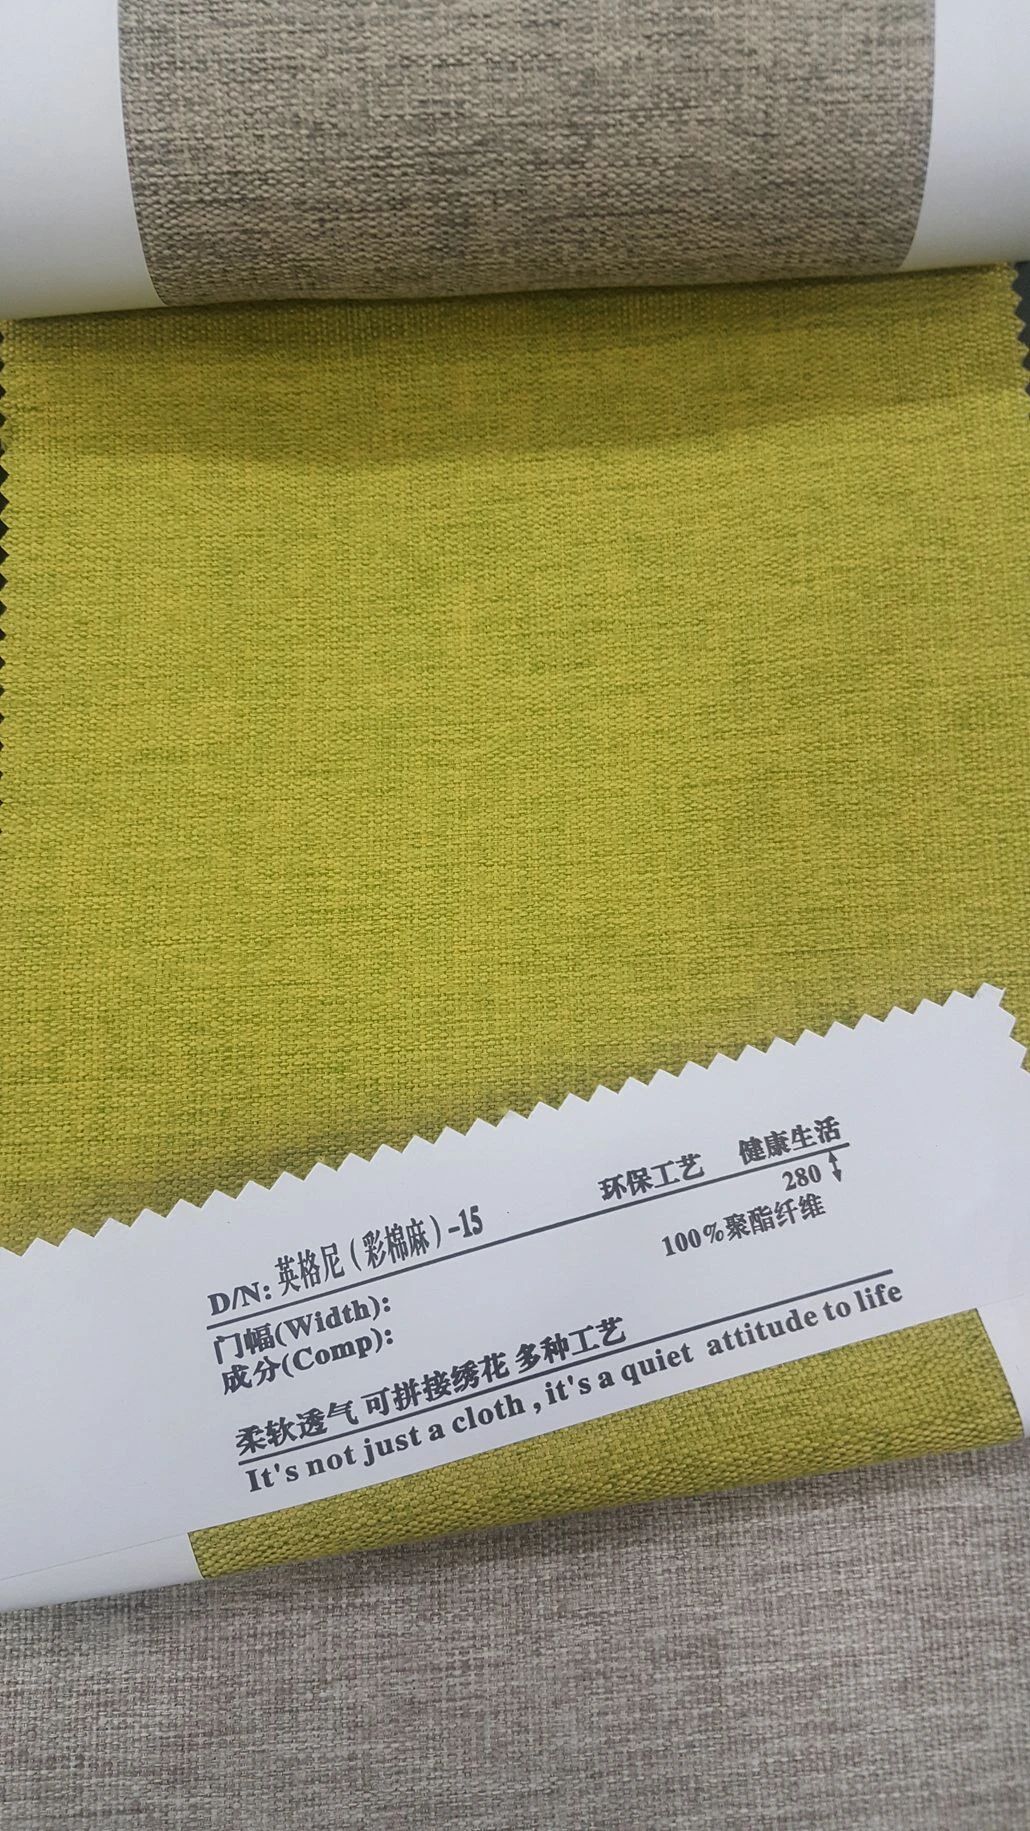 环保工艺 健康生活
D/N: 英格尼(彩棉麻)-15
门幅(Width): 280
成分(Comp): 100%聚酯纤维
柔软透气 可拼接绣花 多种工艺
It's not just a cloth , it's a quiet attitude to life